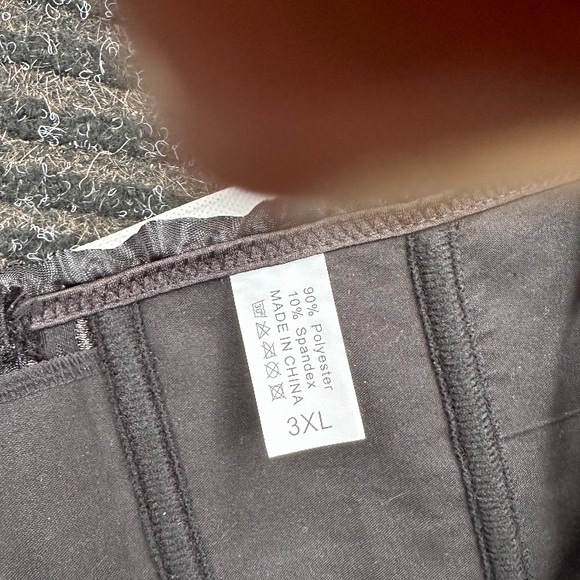 90% Polyester
10% Spandex
MADE IN CHINA
3XL